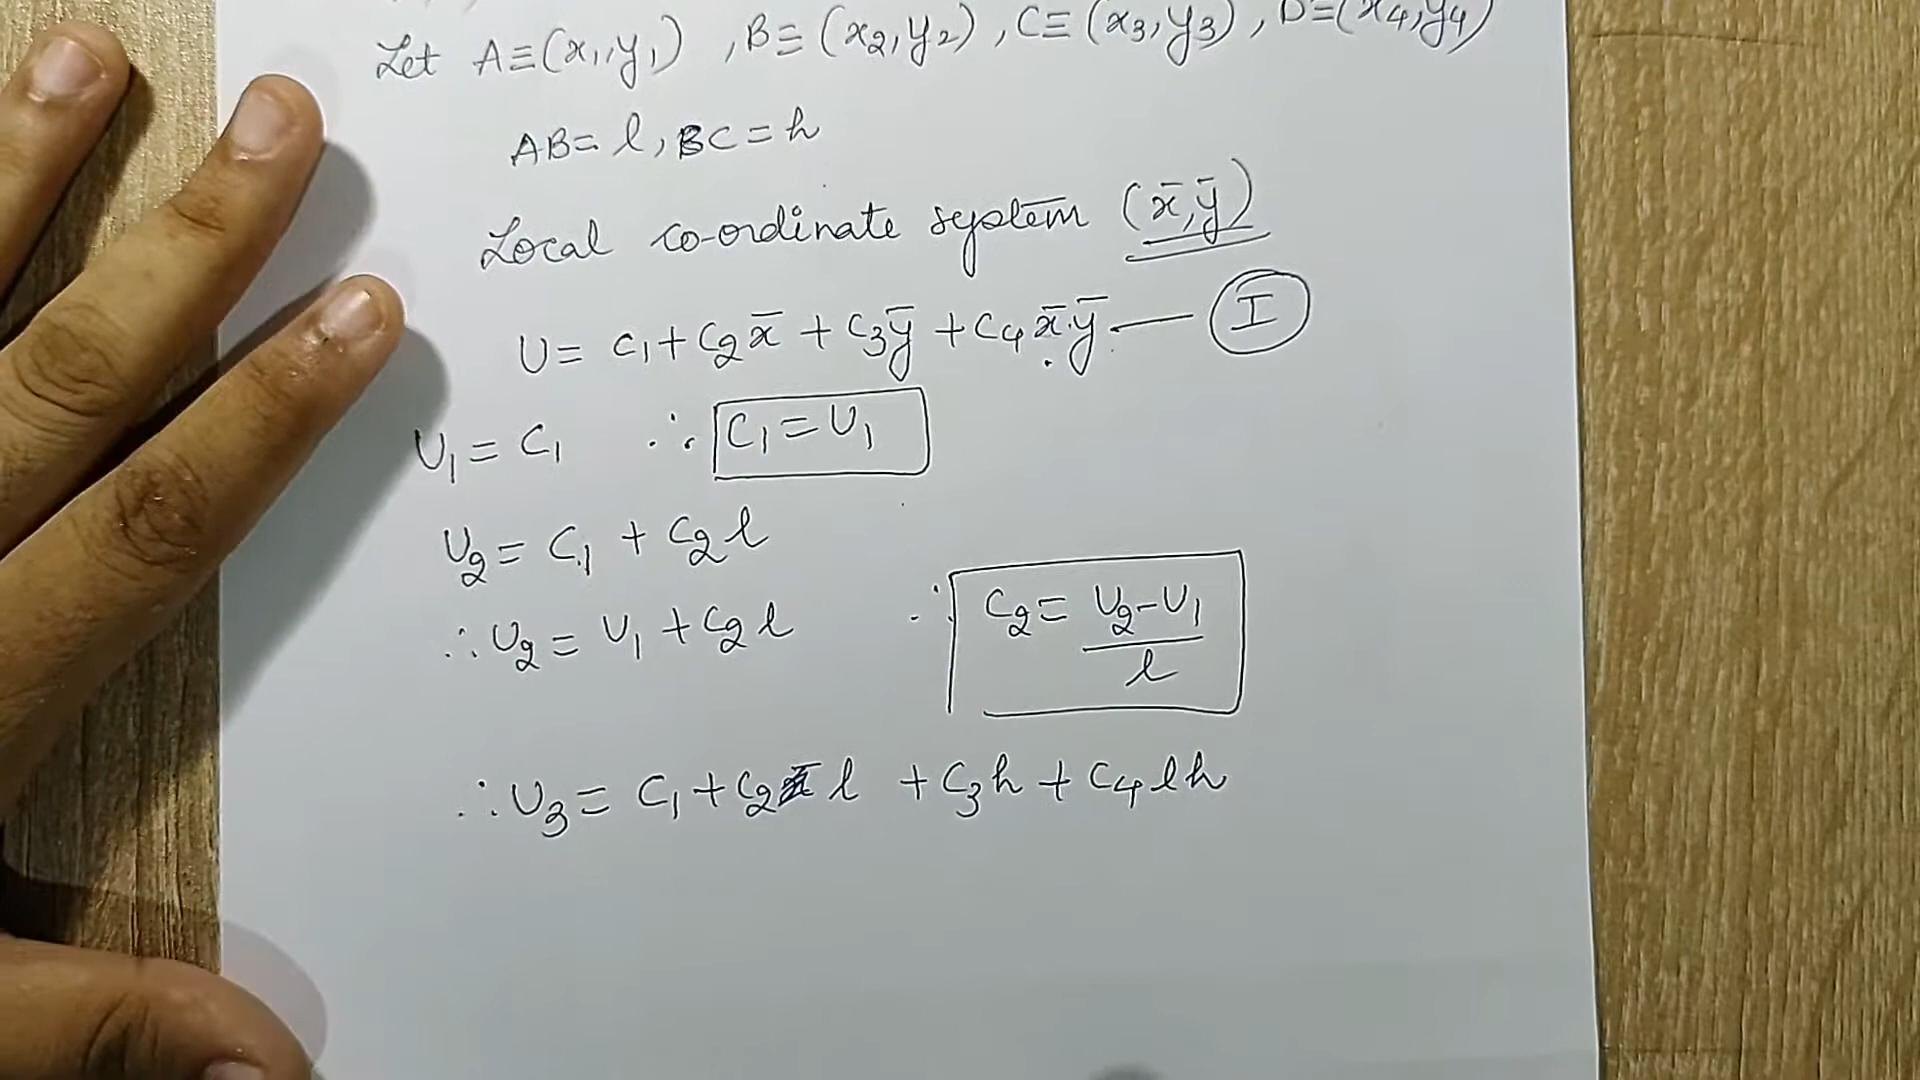 Let A≡(x₁,y₁) , B≡(x₂,y₂) , C≡(x₃,y₃) , D≡(x₄,y₄)
AB = l , BC = h
Local co-ordinate system (x̄,ȳ)
U = C₁ + C₂x̄ + C₃ȳ + C₄x̄.ȳ — I
U₁ = C₁ ∴ C₁ = U₁
U₂ = C₁ + C₂l
∴ U₂ = U₁ + C₂l ∴ C₂ = (U₂-U₁)/l
∴ U₃ = C₁ + C₂ l + C₃h + C₄lh